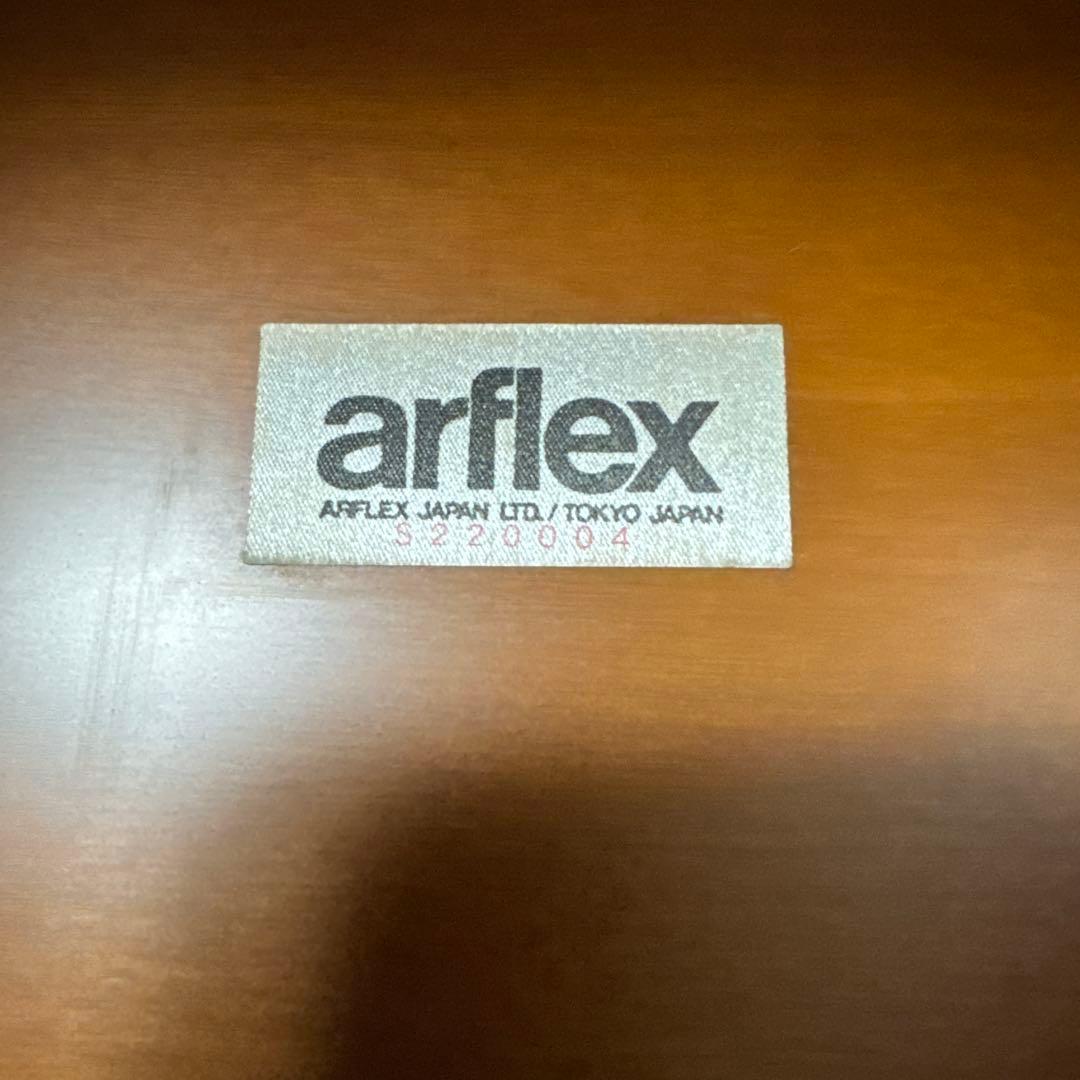 arflex
ARFLEX JAPAN LTD. / TOKYO JAPAN
S220004